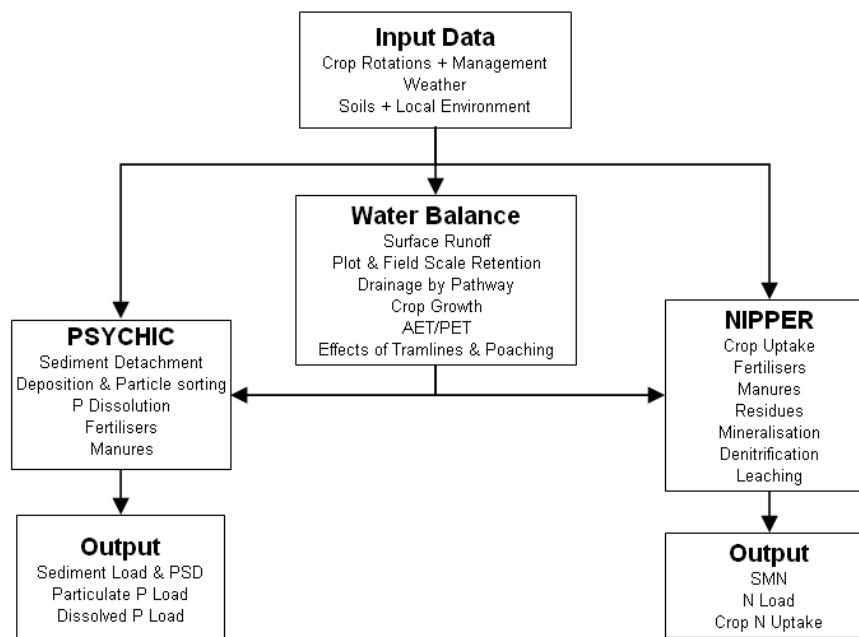 Input Data
Crop Rotations + Management
Weather
Soils + Local Environment
Water Balance
Surface Runoff
Plot & Field Scale Retention
Drainage by Pathway
Crop Growth
AET/PET
Effects of Tramlines & Poaching
PSYCHIC
Sediment Detachment
Deposition & Particle sorting
P Dissolution
Fertilisers
Manures
NIPPER
Crop Uptake
Fertilisers
Manures
Residues
Mineralisation
Denitrification
Leaching
Output
Sediment Load & PSD
Particulate P Load
Dissolved P Load
Output
SMN
N Load
Crop N Uptake